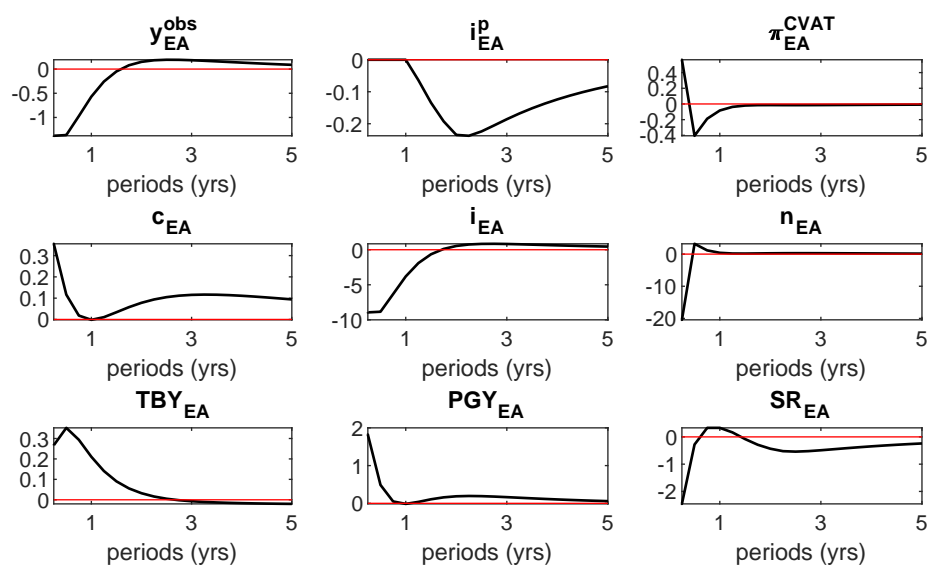 y_EA^obs i_EA^p π_EA^CVAT
0 0 0.4
-0.5 -0.1 0.2
-1 -0.2 0
-0.2
-0.4
1 3 5 1 3 5 1 3 5
periods (yrs) periods (yrs) periods (yrs)
c_EA i_EA n_EA
0.3 0 0
0.2 -5 -10
0.1 -10 -20
0
1 3 5 1 3 5 1 3 5
periods (yrs) periods (yrs) periods (yrs)
TBY_EA PGY_EA SR_EA
0.3 2 0
0.2 1 -1
0.1 0 -2
0
1 3 5 1 3 5 1 3 5
periods (yrs) periods (yrs) periods (yrs)